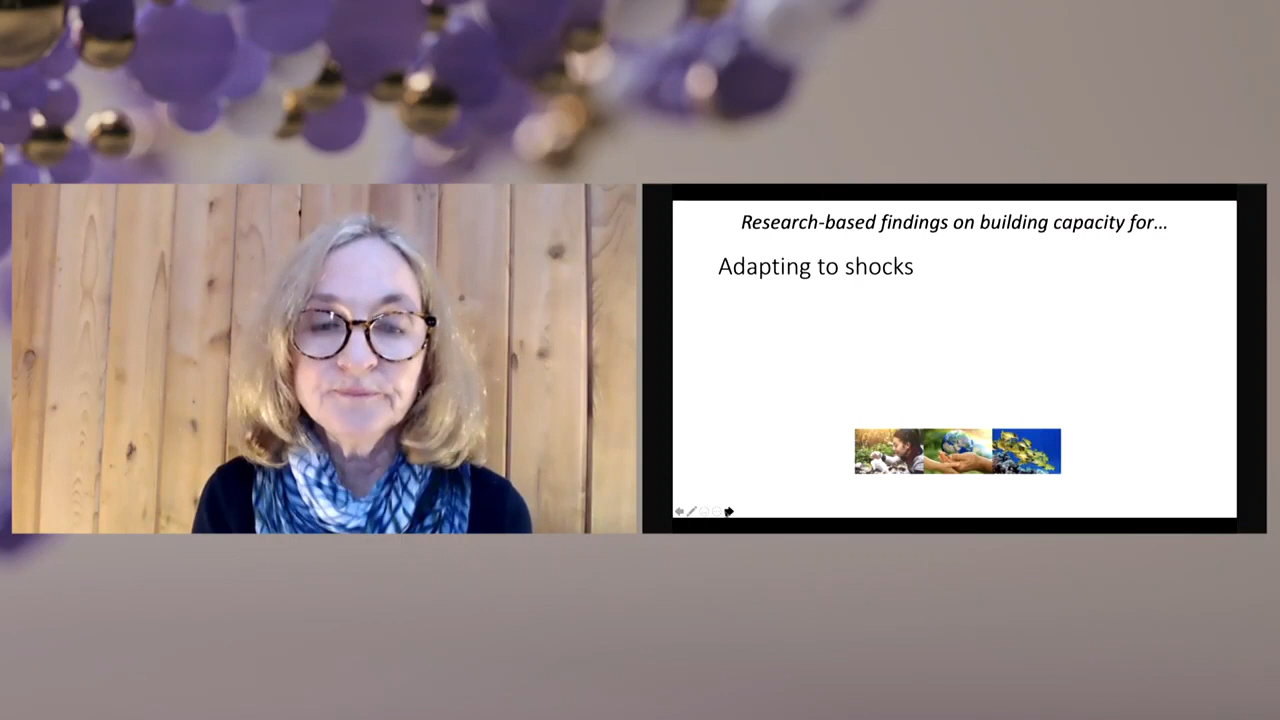 Research-based findings on building capacity for...
Adapting to shocks